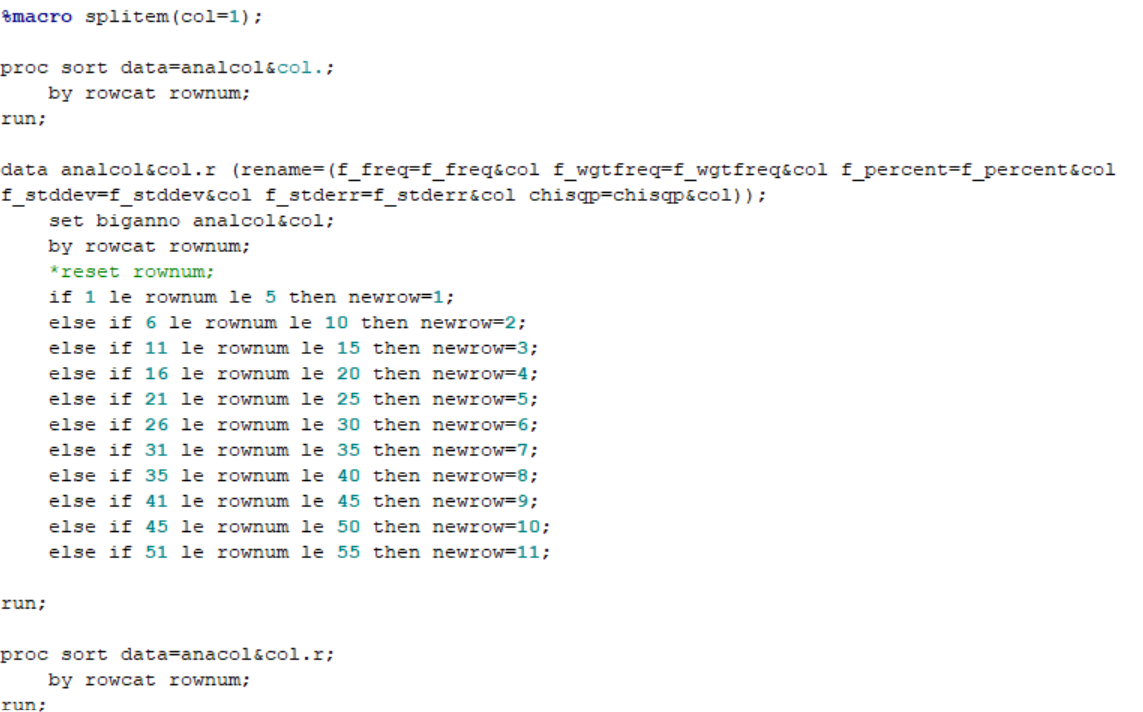 %macro splitem(col=1);
proc sort data=analcol&col.;
by rowcat rownum;
run;
data analcol&col.r (rename=(f_freq=f_freq&col f_wgtfreq=f_wgtfreq&col f_percent=f_percent&col
f_stddev=f_stddev&col f_stderr=f_stderr&col chisqp=chisqp&col));
set biganno analcol&col;
by rowcat rownum;
*reset rownum;
if 1 le rownum le 5 then newrow=1;
else if 6 le rownum le 10 then newrow=2;
else if 11 le rownum le 15 then newrow=3;
else if 16 le rownum le 20 then newrow=4;
else if 21 le rownum le 25 then newrow=5;
else if 26 le rownum le 30 then newrow=6;
else if 31 le rownum le 35 then newrow=7;
else if 35 le rownum le 40 then newrow=8;
else if 41 le rownum le 45 then newrow=9;
else if 45 le rownum le 50 then newrow=10;
else if 51 le rownum le 55 then newrow=11;
run;
proc sort data=anacol&col.r;
by rowcat rownum;
run;